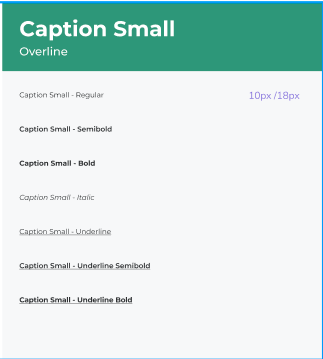 Caption Small
Overline
Caption Small - Regular
10px /18px
Caption Small - Semibold
Caption Small - Bold
Caption Small - Italic
Caption Small - Underline
Caption Small - Underline Semibold
Caption Small - Underline Bold